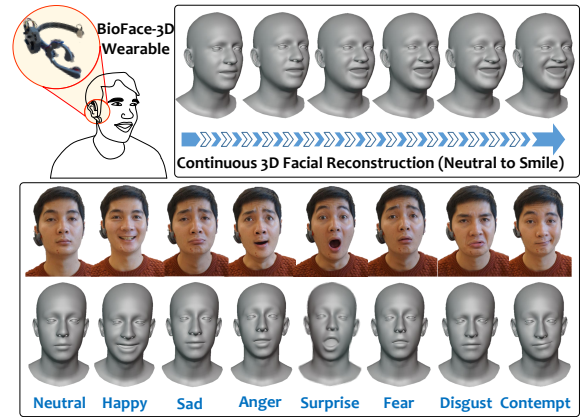 BioFace-3D
Wearable
Continuous 3D Facial Reconstruction (Neutral to Smile)
Neutral Happy Sad Anger Surprise Fear Disgust Contempt